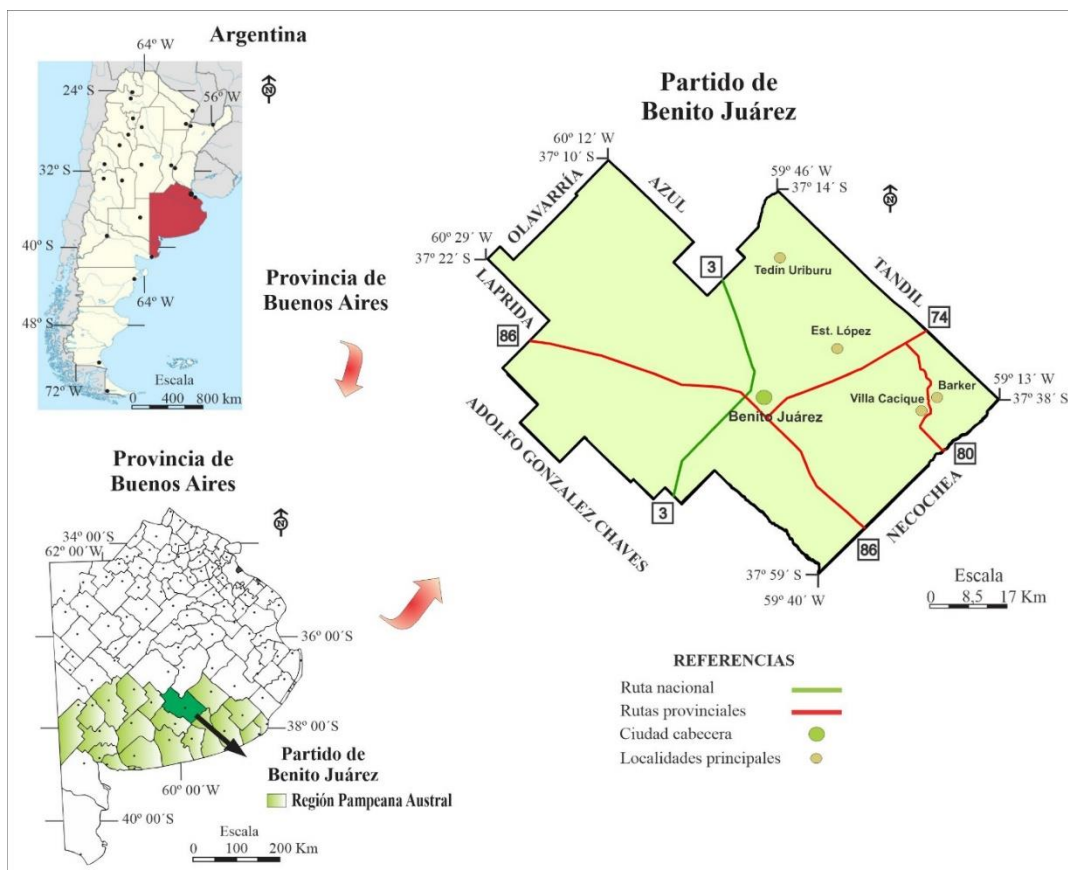 Argentina
64º W
24º S
56º W
32º S
40º S
64º W
48º S
72º W
Escala
0 400 800 km
Provincia de
Buenos Aires
Provincia de
Buenos Aires
34º 00´S
62º 00´W
36º 00´S
38º 00´S
60º 00´W
40º 00´S
Partido de
Benito Juárez
Región Pampeana Austral
Escala
0 100 200 Km
Partido de
Benito Juárez
60º 12´ W
37º 10´ S
59º 46´ W
37º 14´ S
OLAVARRÍA
AZUL
60º 29´ W
37º 22´ S
LAPRIDA
3
Tedín Uriburu
TANDIL
86
Est. López
74
59º 13´ W
37º 38´ S
Barker
Villa Cacique
Benito Juárez
ADOLFO GONZALEZ CHAVES
80
NECOCHEA
3
86
37º 59´ S
59º 40´ W
Escala
0 8,5 17 Km
REFERENCIAS
Ruta nacional
Rutas provinciales
Ciudad cabecera
Localidades principales
N
N
N